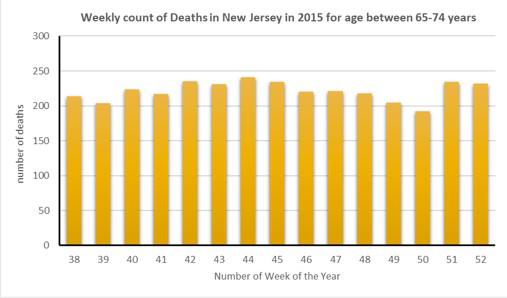 Weekly count of Deaths in New Jersey in 2015 for age between 65-74 years
300
250
200
150
100
50
0
number of deaths
38 39 40 41 42 43 44 45 46 47 48 49 50 51 52
Number of Week of the Year